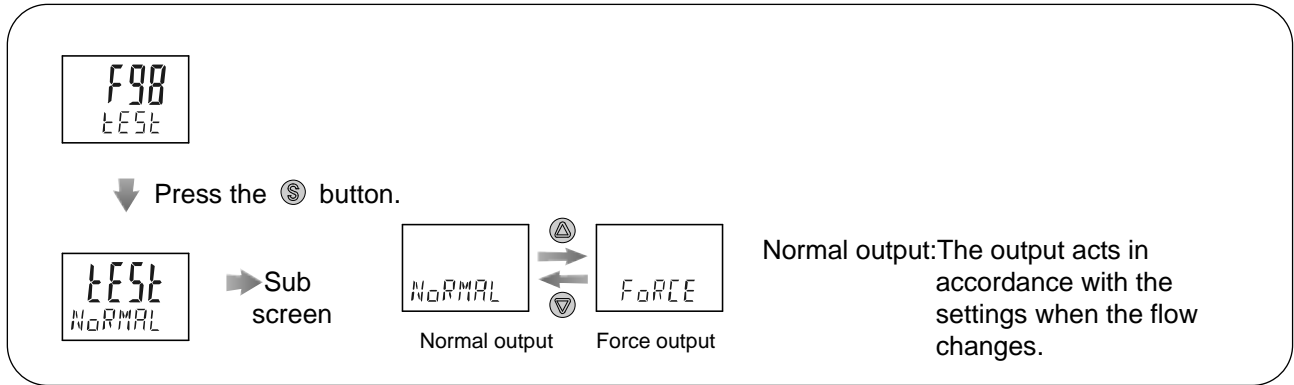 F98
tESt
Press the Ⓢ button.
tESt
NoRMAL
Sub
screen
NoRMAL
FoRCE
Normal output
Force output
Normal output:The output acts in
accordance with the
settings when the flow
changes.